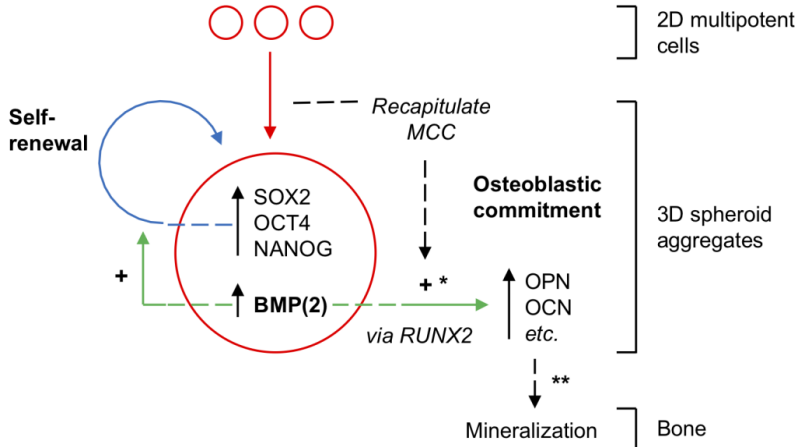 2D multipotent
cells
Self-
renewal
Recapitulate
MCC
SOX2
OCT4
NANOG
Osteoblastic
commitment
3D spheroid
aggregates
+
BMP(2)
+ *
via RUNX2
OPN
OCN
etc.
**
Mineralization
Bone